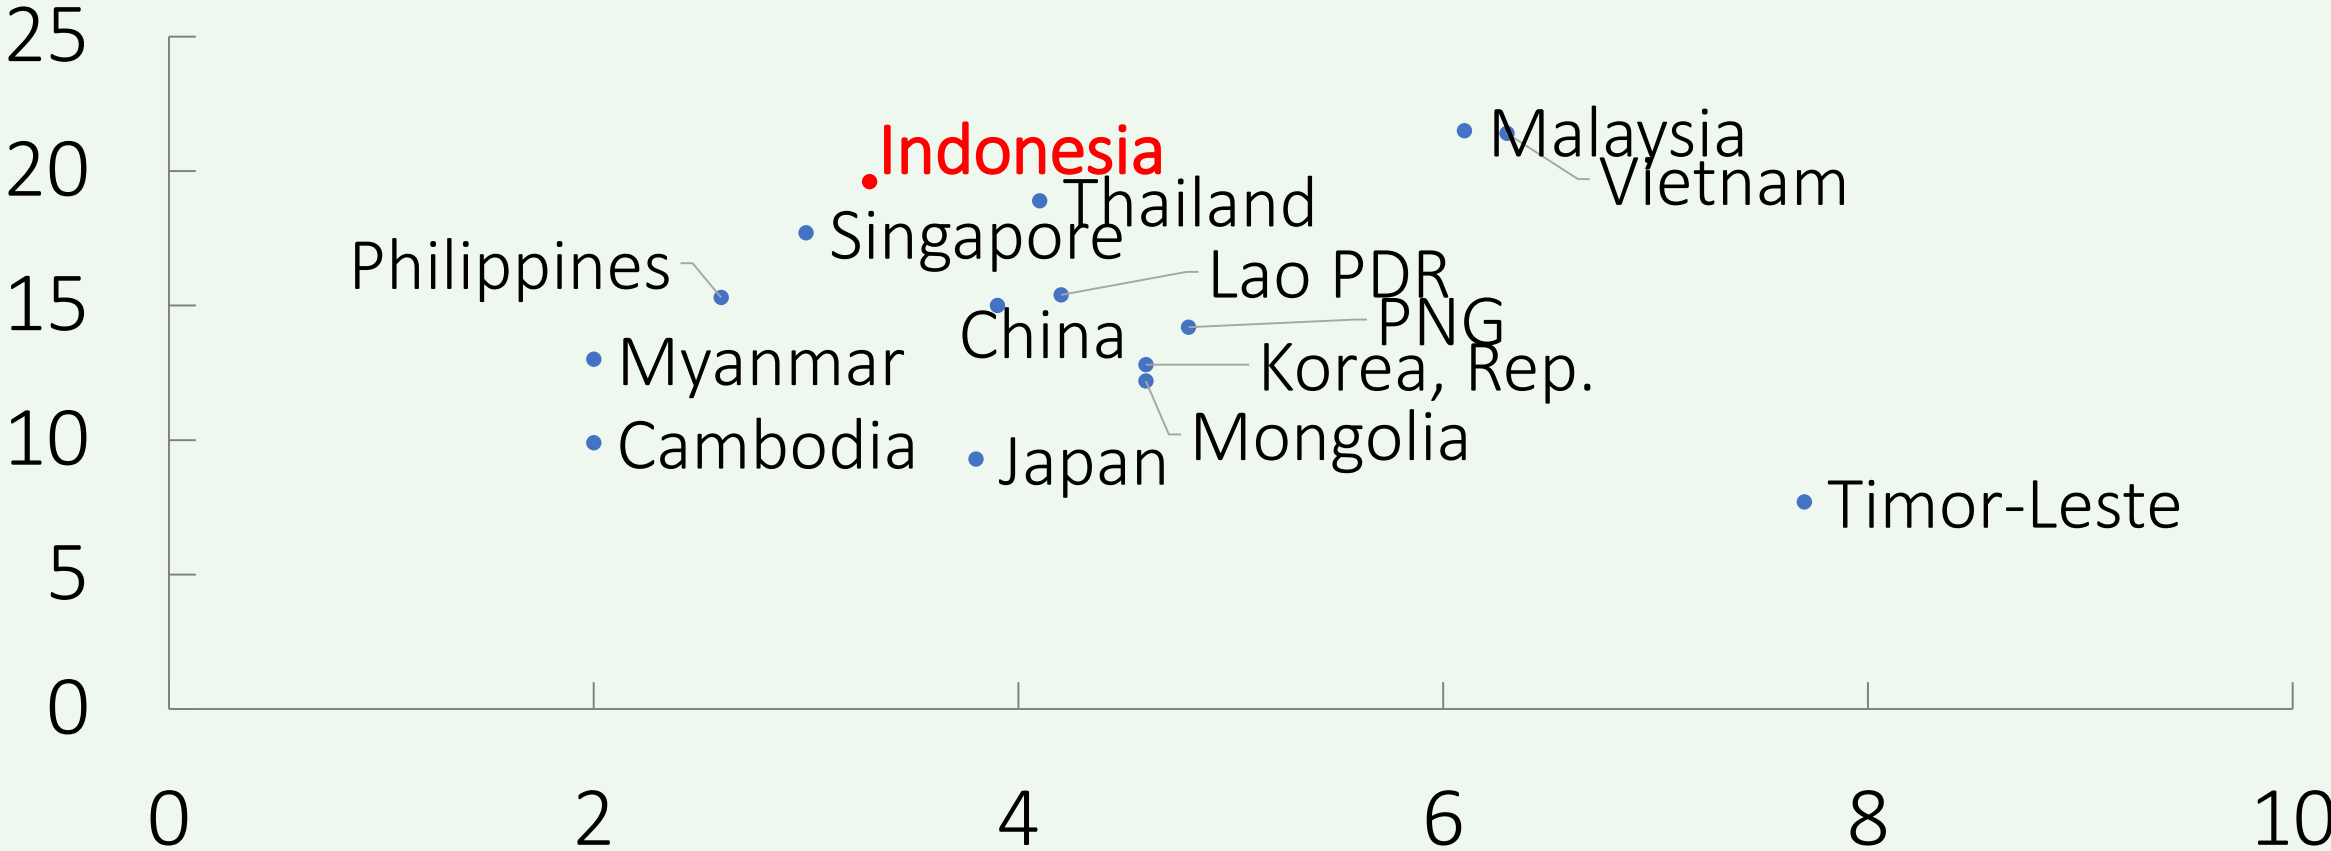 25
20
15
10
5
0
Malaysia
Indonesia
Vietnam
Thailand
Singapore
Philippines
Lao PDR
PNG
China
Myanmar
Korea, Rep.
Cambodia
Mongolia
Japan
Timor-Leste
0 2 4 6 8 10